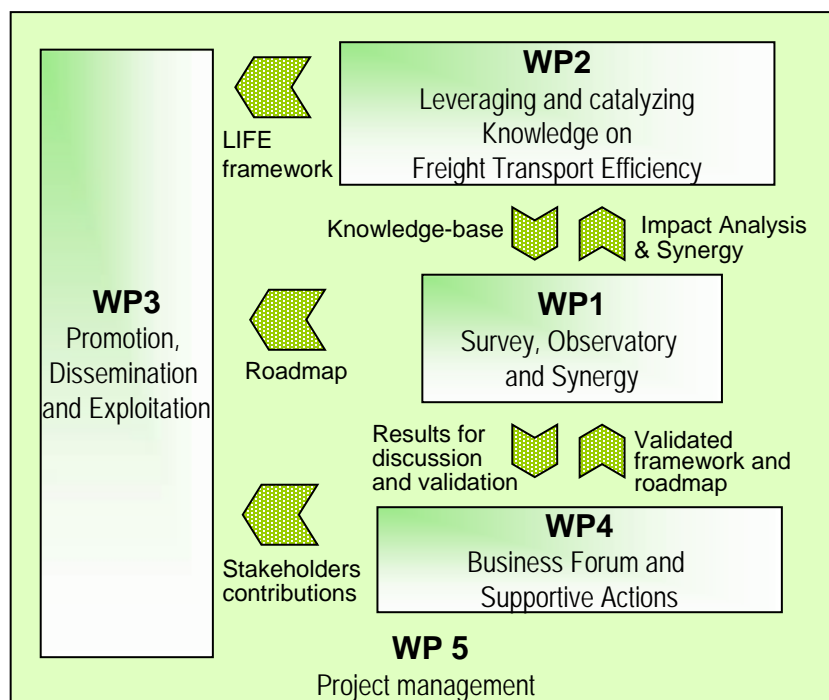 WP2
Leveraging and catalyzing
Knowledge on
Freight Transport Efficiency
LIFE
framework
Knowledge-base
Impact Analysis
& Synergy
WP3
Promotion,
Dissemination
and Exploitation
Roadmap
WP1
Survey, Observatory
and Synergy
Results for
discussion
and validation
Validated
framework and
roadmap
Stakeholders
contributions
WP4
Business Forum and
Supportive Actions
WP 5
Project management